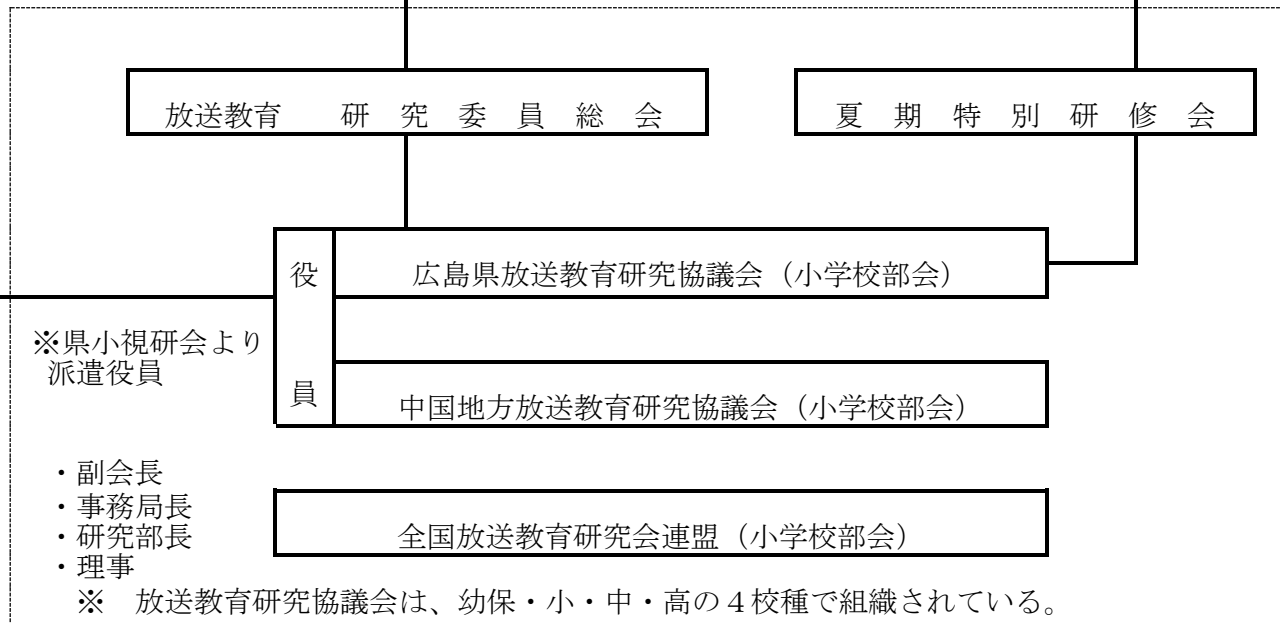 放送教育　研究委員総会
夏期特別研修会
役員
広島県放送教育研究協議会（小学校部会）
※県小視研会より
派遣役員
中国地方放送教育研究協議会（小学校部会）
・副会長
・事務局長
・研究部長
・理事
全国放送教育研究会連盟（小学校部会）
※　放送教育研究協議会は、幼保・小・中・高の４校種で組織されている。